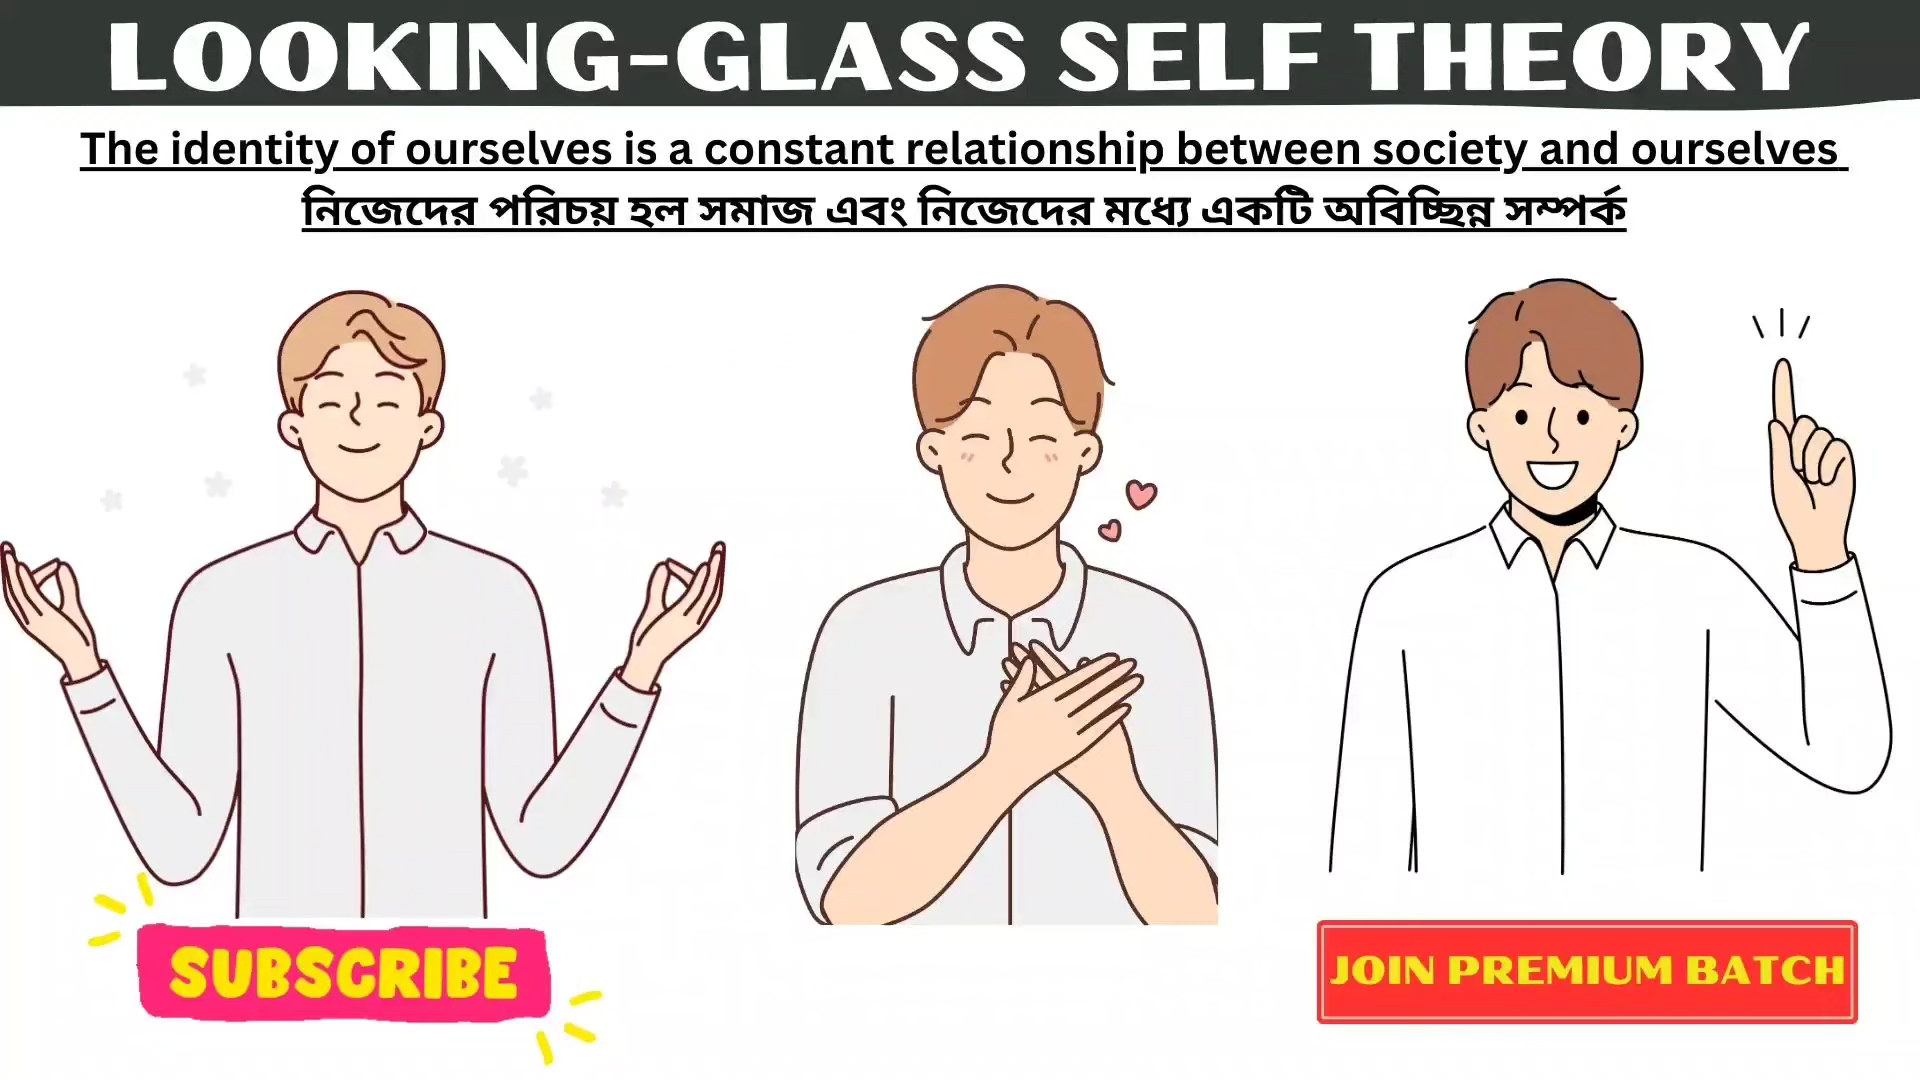 LOOKING-GLASS SELF THEORY
The identity of ourselves is a constant relationship between society and ourselves
নিজেদের পরিচয় হল সমাজ এবং নিজেদের মধ্যে একটি অবিচ্ছিন্ন সম্পর্ক
SUBSCRIBE
JOIN PREMIUM BATCH